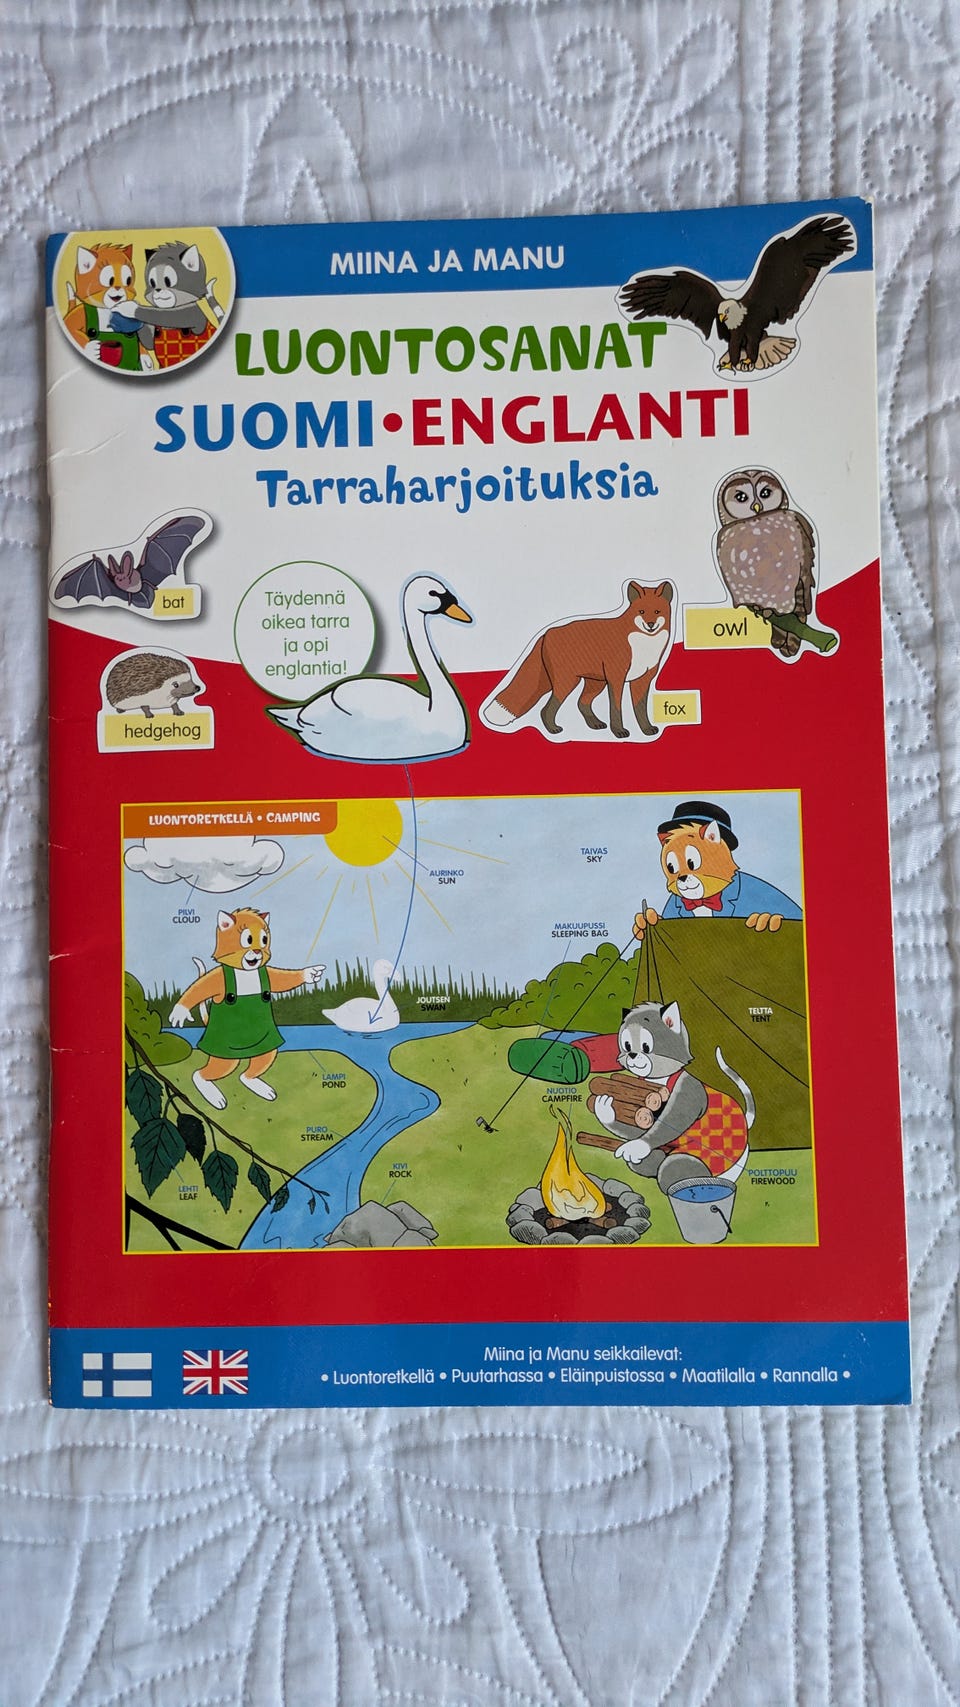 MIINA JA MANU
LUONTOSANAT
SUOMI•ENGLANTI
Tarraharjoituksia
bat
Täydennä
oikea tarra
ja opi
englantia!
owl
hedgehog
fox
LUONTORETKELLÄ • CAMPING
AURINKO
SUN
TAIVAS
SKY
PILVI
CLOUD
MAKUUPUSSI
SLEEPING BAG
JOUTSEN
SWAN
TELTTA
TENT
LAMPI
POND
NUOTIO
CAMPFIRE
PURO
STREAM
KIVI
ROCK
LEHTI
LEAF
POLTTOPUU
FIREWOOD
Miina ja Manu seikkailevat:
• Luontoretkellä • Puutarhassa • Eläinpuistossa • Maatilalla • Rannalla •